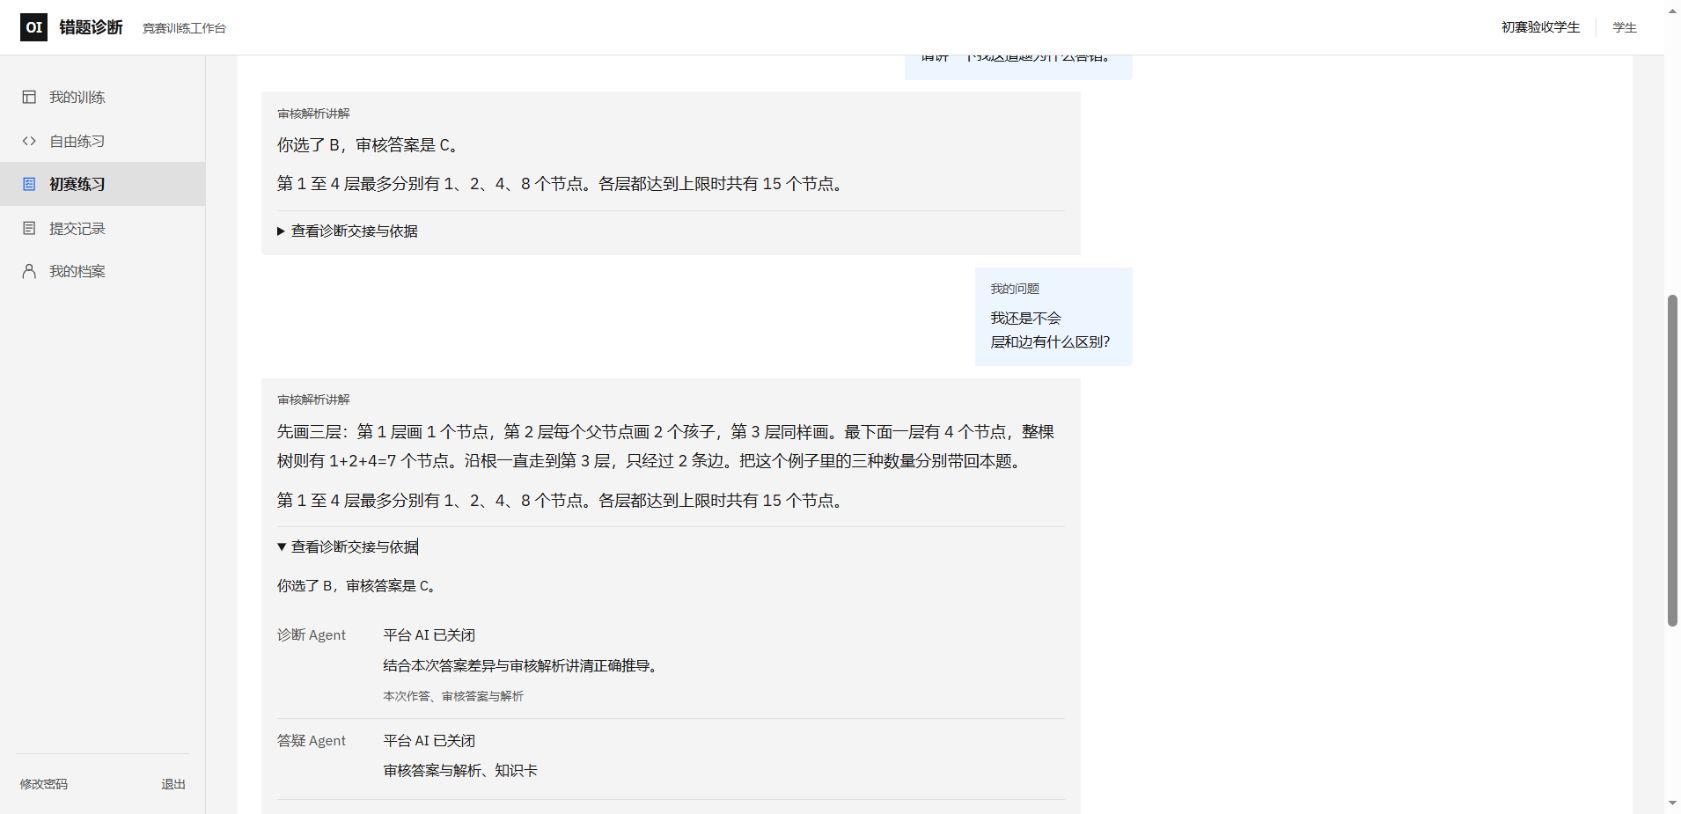 OI 错题诊断 竞赛训练工作台
初赛验收学生 学生
我的训练
自由练习
初赛练习
提交记录
我的档案
修改密码 退出
请讲一下我这道题为什么答错。
审核解析讲解
你选了 B，审核答案是 C。
第 1 至 4 层最多分别有 1、2、4、8 个节点。各层都达到上限时共有 15 个节点。
查看诊断交接与依据
我的问题
我还是不会
层和边有什么区别?
审核解析讲解
先画三层：第 1 层画 1 个节点，第 2 层每个父节点画 2 个孩子，第 3 层同样画。最下面一层有 4 个节点，整棵
树则有 1+2+4=7 个节点。沿根一直走到第 3 层，只经过 2 条边。把这个例子里的三种数量分别带回本题。
第 1 至 4 层最多分别有 1、2、4、8 个节点。各层都达到上限时共有 15 个节点。
查看诊断交接与依据
你选了 B，审核答案是 C。
诊断 Agent 平台 AI 已关闭
结合本次答案差异与审核解析讲清正确推导。
本次作答、审核答案与解析
答疑 Agent 平台 AI 已关闭
审核答案与解析、知识卡